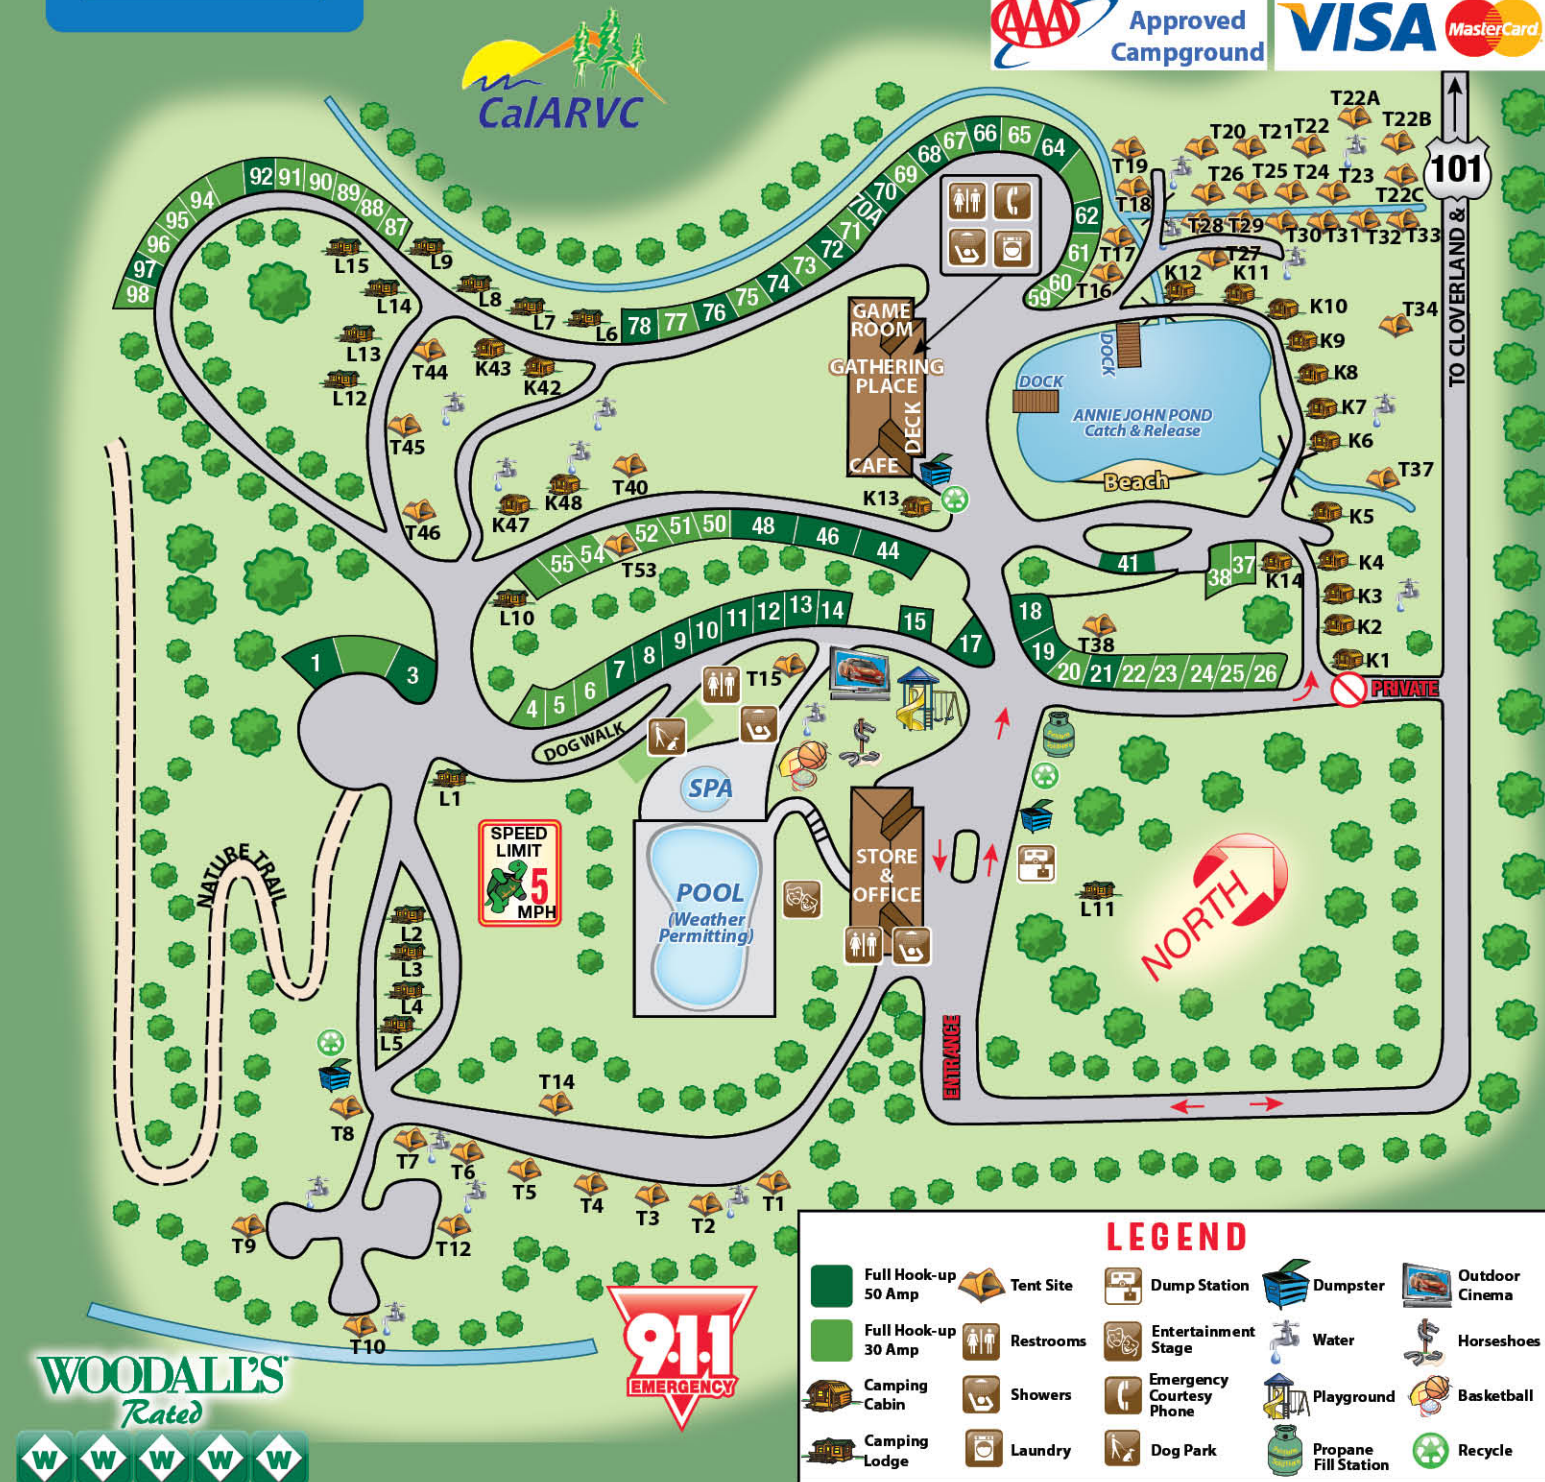 AAA
Approved
Campground
VISA
MasterCard
CalARVC
101
TO CLOVERLAND &
T22A
T22B
T20
T21
T22
T19
T26
T25
T24
T23
T22C
T18
T28
T29
T30
T31
T32
T33
T17
T27
T16
K12
K11
K10
T34
K9
K8
K7
K6
T37
K5
K4
K3
K2
K1
K14
PRIVATE
98
97
96
95
94
92
91
90
89
88
87
L15
L9
L14
L8
L7
L6
L13
L12
T44
K43
K42
T45
T46
K47
K48
T40
78
77
76
75
74
73
72
71
70A
70
69
68
67
66
65
64
62
61
60
59
GAME
ROOM
GATHERING
PLACE
DECK
CAFE
K13
DOCK
DOCK
ANNIE JOHN POND
Catch & Release
Beach
55
54
52
51
50
48
46
44
T53
L10
41
38
37
18
19
20
21
22
23
24
25
26
T38
1
3
4
5
6
7
8
9
10
11
12
13
14
15
17
T15
DOG WALK
SPA
L1
SPEED
LIMIT
5
MPH
POOL
(Weather
Permitting)
STORE
&
OFFICE
NATURE TRAIL
L2
L3
L4
L5
L11
NORTH
ENTRANCE
T14
T8
T7
T6
T5
T4
T3
T2
T1
T9
T12
T10
911
EMERGENCY
WOODALL'S
Rated
W W W W W
LEGEND
Full Hook-up
50 Amp
Tent Site
Dump Station
Dumpster
Outdoor
Cinema
Full Hook-up
30 Amp
Restrooms
Entertainment
Stage
Water
Horseshoes
Camping
Cabin
Showers
Emergency
Courtesy
Phone
Playground
Basketball
Camping
Lodge
Laundry
Dog Park
Propane
Fill Station
Recycle